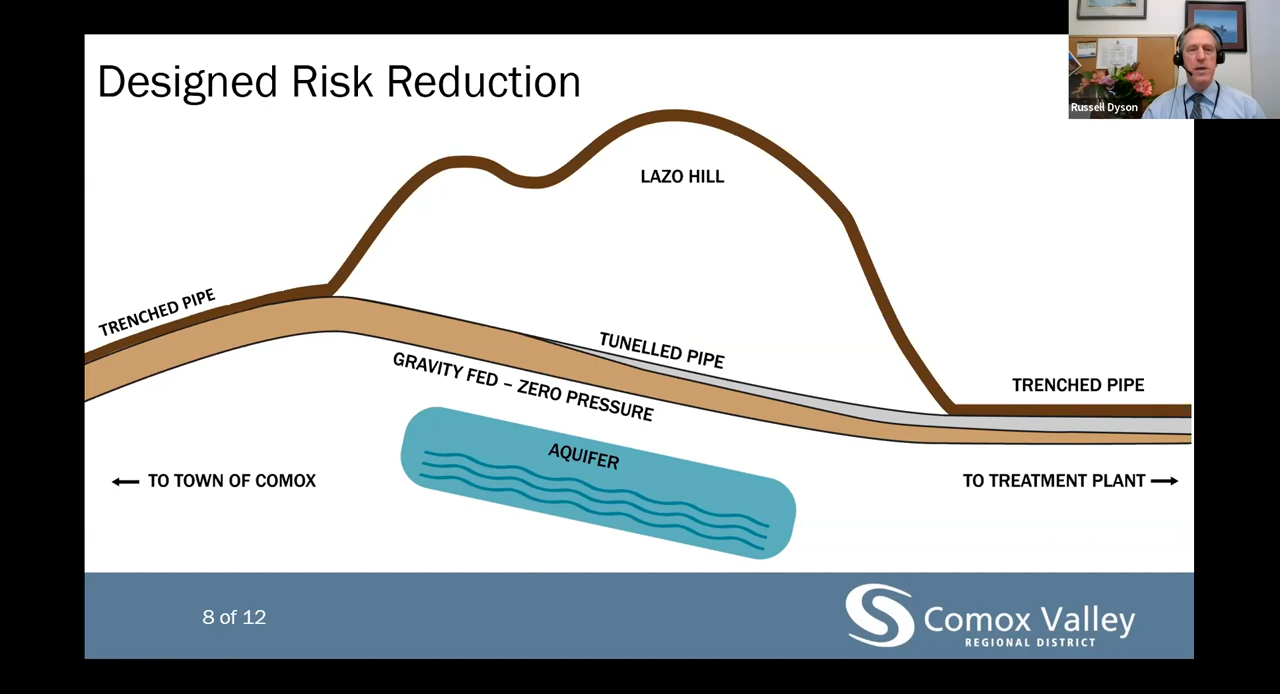 Designed Risk Reduction
Russell Dyson
LAZO HILL
TRENCHED PIPE
TUNELLED PIPE
GRAVITY FED – ZERO PRESSURE
TRENCHED PIPE
AQUIFER
← TO TOWN OF COMOX
TO TREATMENT PLANT →
8 of 12
Comox Valley
REGIONAL DISTRICT